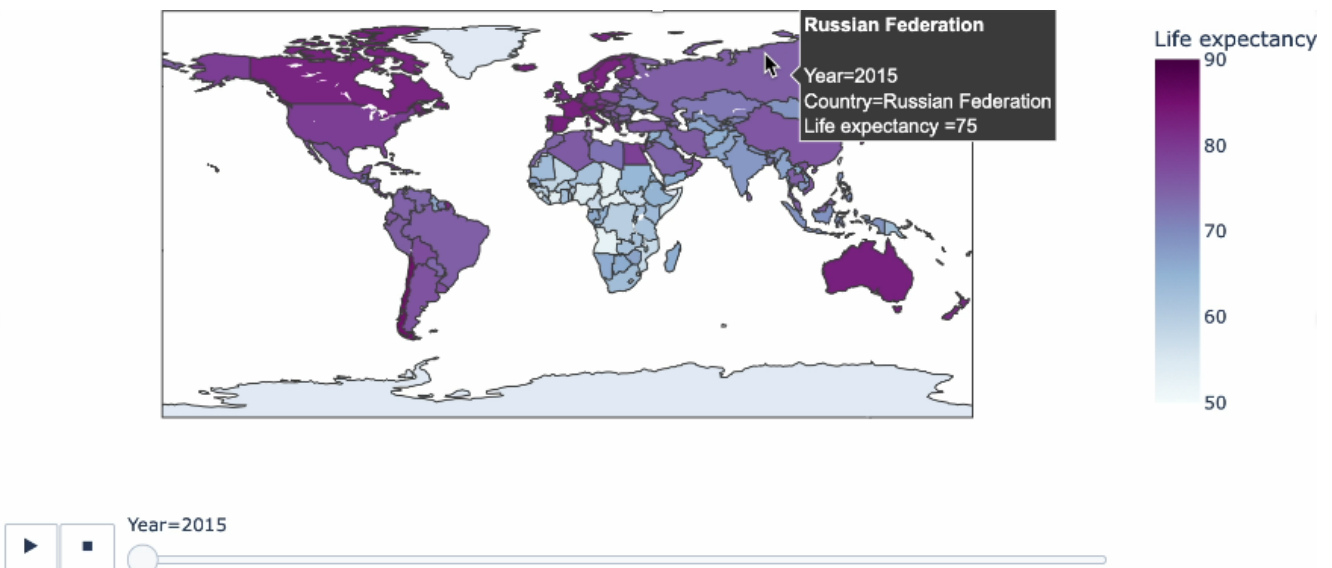 Russian Federation
Year=2015
Country=Russian Federation
Life expectancy =75
Life expectancy
90
80
70
60
50
Year=2015